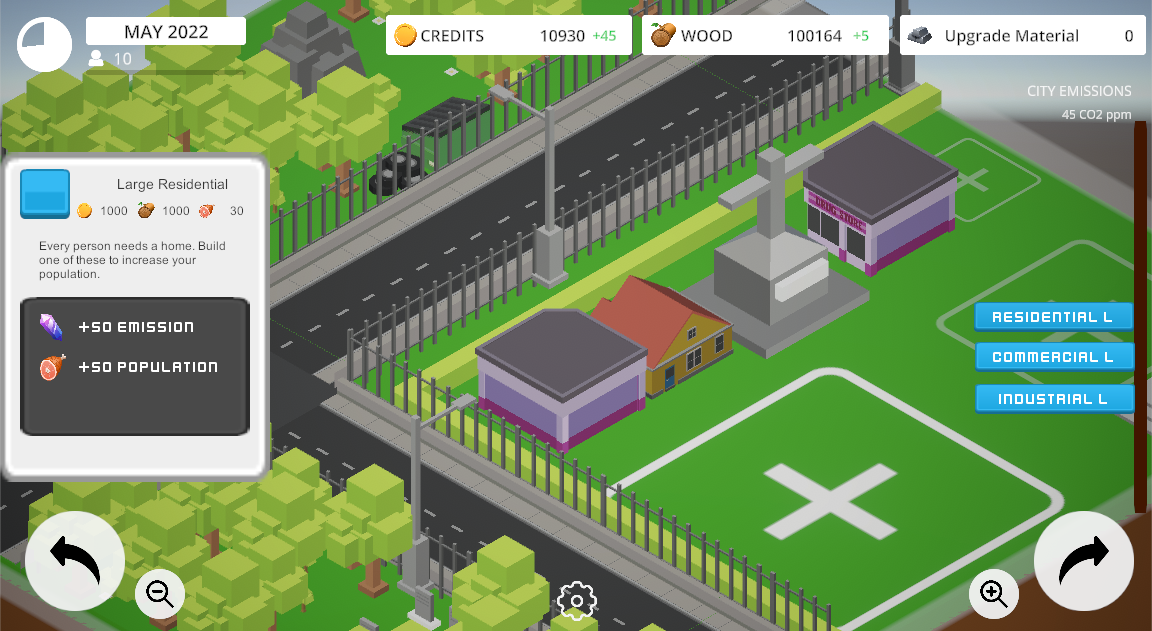 MAY 2022
10
CREDITS 10930 +45
WOOD 100164 +5
Upgrade Material 0
CITY EMISSIONS
45 CO2 ppm
Large Residential
1000 1000 30
Every person needs a home. Build
one of these to increase your
population.
+50 EMISSION
+50 POPULATION
DRUG STORE
RESIDENTIAL L
COMMERCIAL L
INDUSTRIAL L